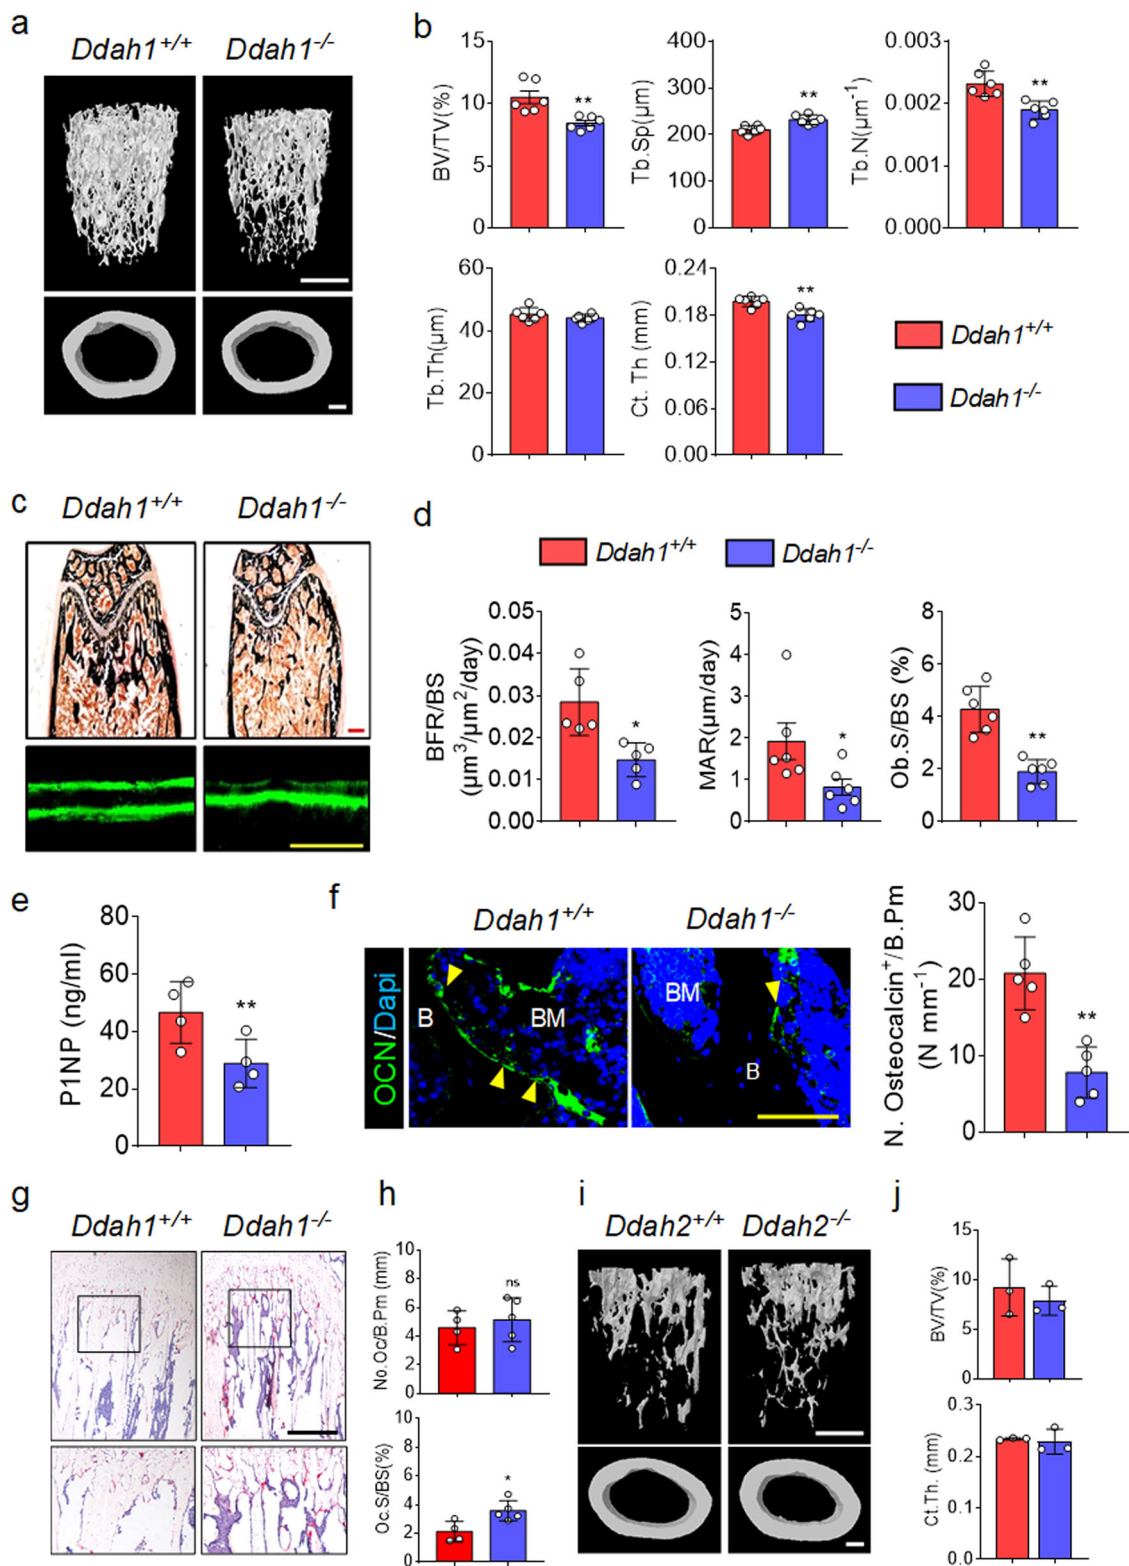 a
Ddah1+/+ Ddah1-/-
b
15
10
5
0
BV/TV(%)
400
300
200
100
0
Tb.Sp(µm)
0.003
0.002
0.001
0.000
Tb.N(µm-1)
**
**
**
60
40
20
0
Tb.Th(µm)
0.24
0.18
0.12
0.06
0.00
Ct. Th (mm)
**
Ddah1+/+
Ddah1-/-
c
Ddah1+/+ Ddah1-/-
d
Ddah1+/+ Ddah1-/-
0.05
0.04
0.03
0.02
0.01
0.00
BFR/BS
(µm3/µm2/day)
*
5
4
3
2
1
0
MAR(µm/day)
*
8
6
4
2
0
Ob.S/BS (%)
**
e
80
60
40
20
0
P1NP (ng/ml)
**
f
Ddah1+/+ Ddah1-/-
OCN/Dapi
B
BM
BM
B
30
20
10
0
N. Osteocalcin+/B.Pm
(N mm-1)
**
g
Ddah1+/+ Ddah1-/-
h
10
8
6
4
2
0
No.Oc/B.Pm (mm)
ns
6
4
2
0
Oc.S/BS(%)
*
i
Ddah2+/+ Ddah2-/-
j
15
10
5
0
BV/TV(%)
0.3
0.2
0.1
0.0
Ct.Th. (mm)